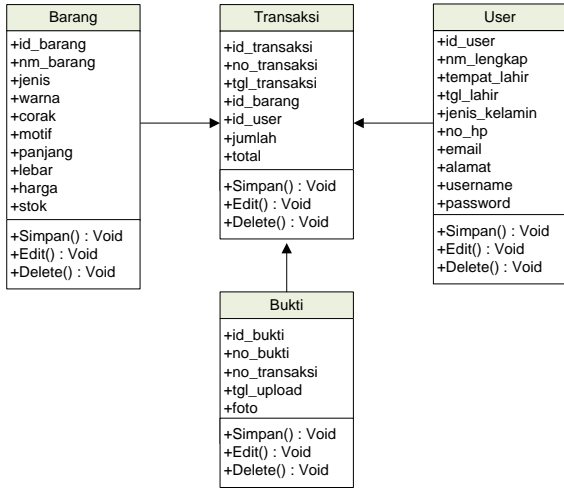 Barang
+id_barang
+nm_barang
+jenis
+warna
+corak
+motif
+panjang
+lebar
+harga
+stok
+Simpan() : Void
+Edit() : Void
+Delete() : Void
Transaksi
+id_transaksi
+no_transaksi
+tgl_transaksi
+id_barang
+id_user
+jumlah
+total
+Simpan() : Void
+Edit() : Void
+Delete() : Void
User
+id_user
+nm_lengkap
+tempat_lahir
+tgl_lahir
+jenis_kelamin
+no_hp
+email
+alamat
+username
+password
+Simpan() : Void
+Edit() : Void
+Delete() : Void
Bukti
+id_bukti
+no_bukti
+no_transaksi
+tgl_upload
+foto
+Simpan() : Void
+Edit() : Void
+Delete() : Void